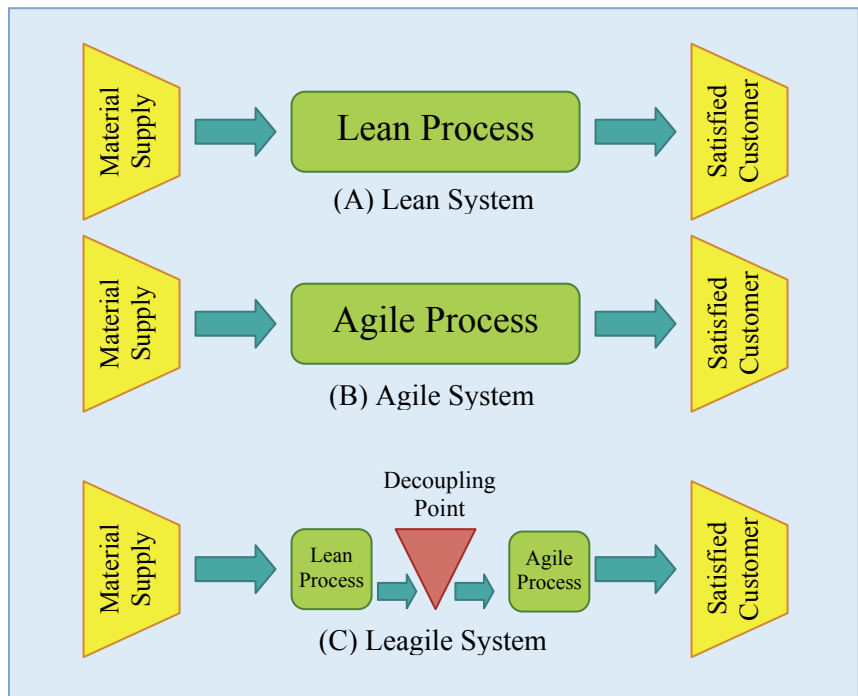 Material
Supply
Lean Process
Satisfied
Customer
(A) Lean System
Material
Supply
Agile Process
Satisfied
Customer
(B) Agile System
Material
Supply
Lean
Process
Decoupling
Point
Agile
Process
Satisfied
Customer
(C) Leagile System